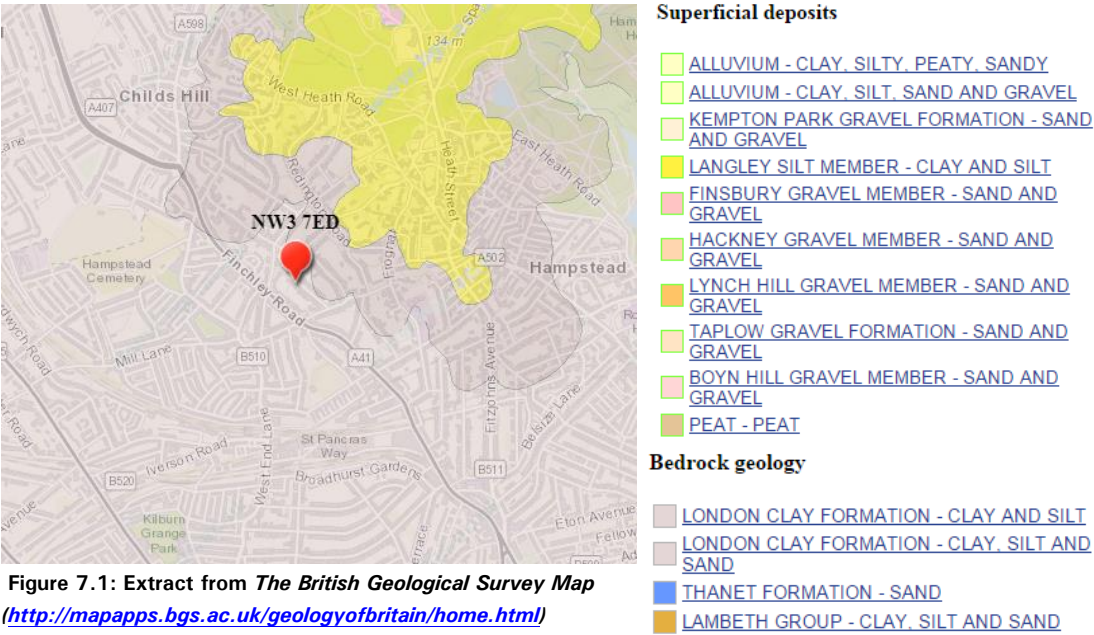 A598
Ham
134 m
Childs Hill
West Heath Road
A407
East Heath Road
Heath Street
NW3 7ED
Frognal
A502
Hampstead
Hampstead
Cemetery
Finchley-Road
Mill Lane
B510
A41
Fitzjohns Avenue
Belsize Lane
St Pancras
Way
Iverson Road
West End Lane
B520
Broadhurst Gardens
B511
Eton Avenue
Kilburn
Grange
Park
Figure 7.1: Extract from The British Geological Survey Map
(http://mapapps.bgs.ac.uk/geologyofbritain/home.html)
Superficial deposits
ALLUVIUM - CLAY, SILTY, PEATY, SANDY
ALLUVIUM - CLAY, SILT, SAND AND GRAVEL
KEMPTON PARK GRAVEL FORMATION - SAND
AND GRAVEL
LANGLEY SILT MEMBER - CLAY AND SILT
FINSBURY GRAVEL MEMBER - SAND AND
GRAVEL
HACKNEY GRAVEL MEMBER - SAND AND
GRAVEL
LYNCH HILL GRAVEL MEMBER - SAND AND
GRAVEL
TAPLOW GRAVEL FORMATION - SAND AND
GRAVEL
BOYN HILL GRAVEL MEMBER - SAND AND
GRAVEL
PEAT - PEAT
Bedrock geology
LONDON CLAY FORMATION - CLAY AND SILT
LONDON CLAY FORMATION - CLAY, SILT AND
SAND
THANET FORMATION - SAND
LAMBETH GROUP - CLAY, SILT AND SAND